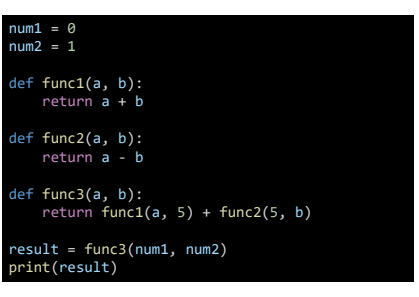 num1 = 0
num2 = 1

def func1(a, b):
    return a + b

def func2(a, b):
    return a - b

def func3(a, b):
    return func1(a, 5) + func2(5, b)

result = func3(num1, num2)
print(result)